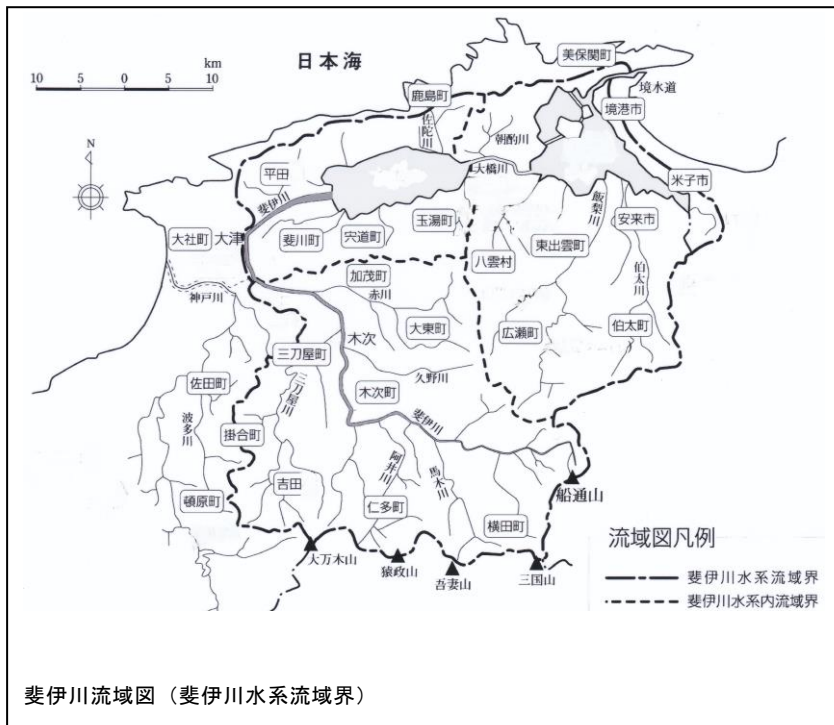 日本海
km
10 5 0 5 10
N
美保関町
境水道
境港市
鹿島町
佐陀川
朝酌川
大橋川
米子市
平田
斐伊川
飯梨川
安来市
玉湯町
大社町
大津
斐川町
宍道町
東出雲町
八雲村
加茂町
赤川
伯太川
神戸川
大東町
広瀬町
伯太町
木次
三刀屋町
久野川
佐田町
三刀屋川
木次町
波多川
斐伊川
掛合町
阿井川
馬木川
船通山
吉田
頓原町
仁多町
横田町
大万木山
猿政山
吾妻山
三国山
流域図凡例
斐伊川水系流域界
斐伊川水系内流域界
斐伊川流域図（斐伊川水系流域界）